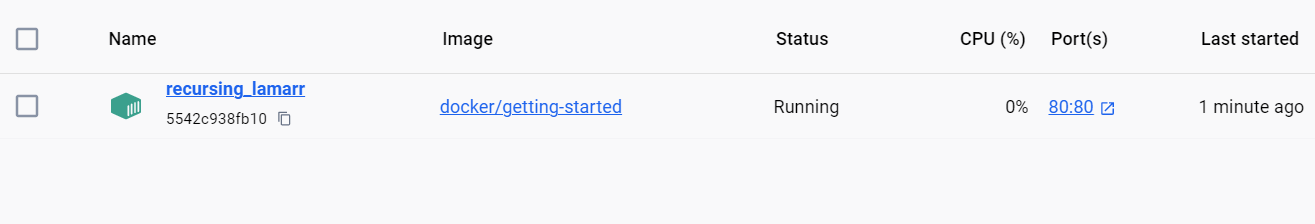 Name Image Status CPU (%) Port(s) Last started
recursing_lamarr
docker/getting-started Running 0% 80:80 1 minute ago
5542c938fb10